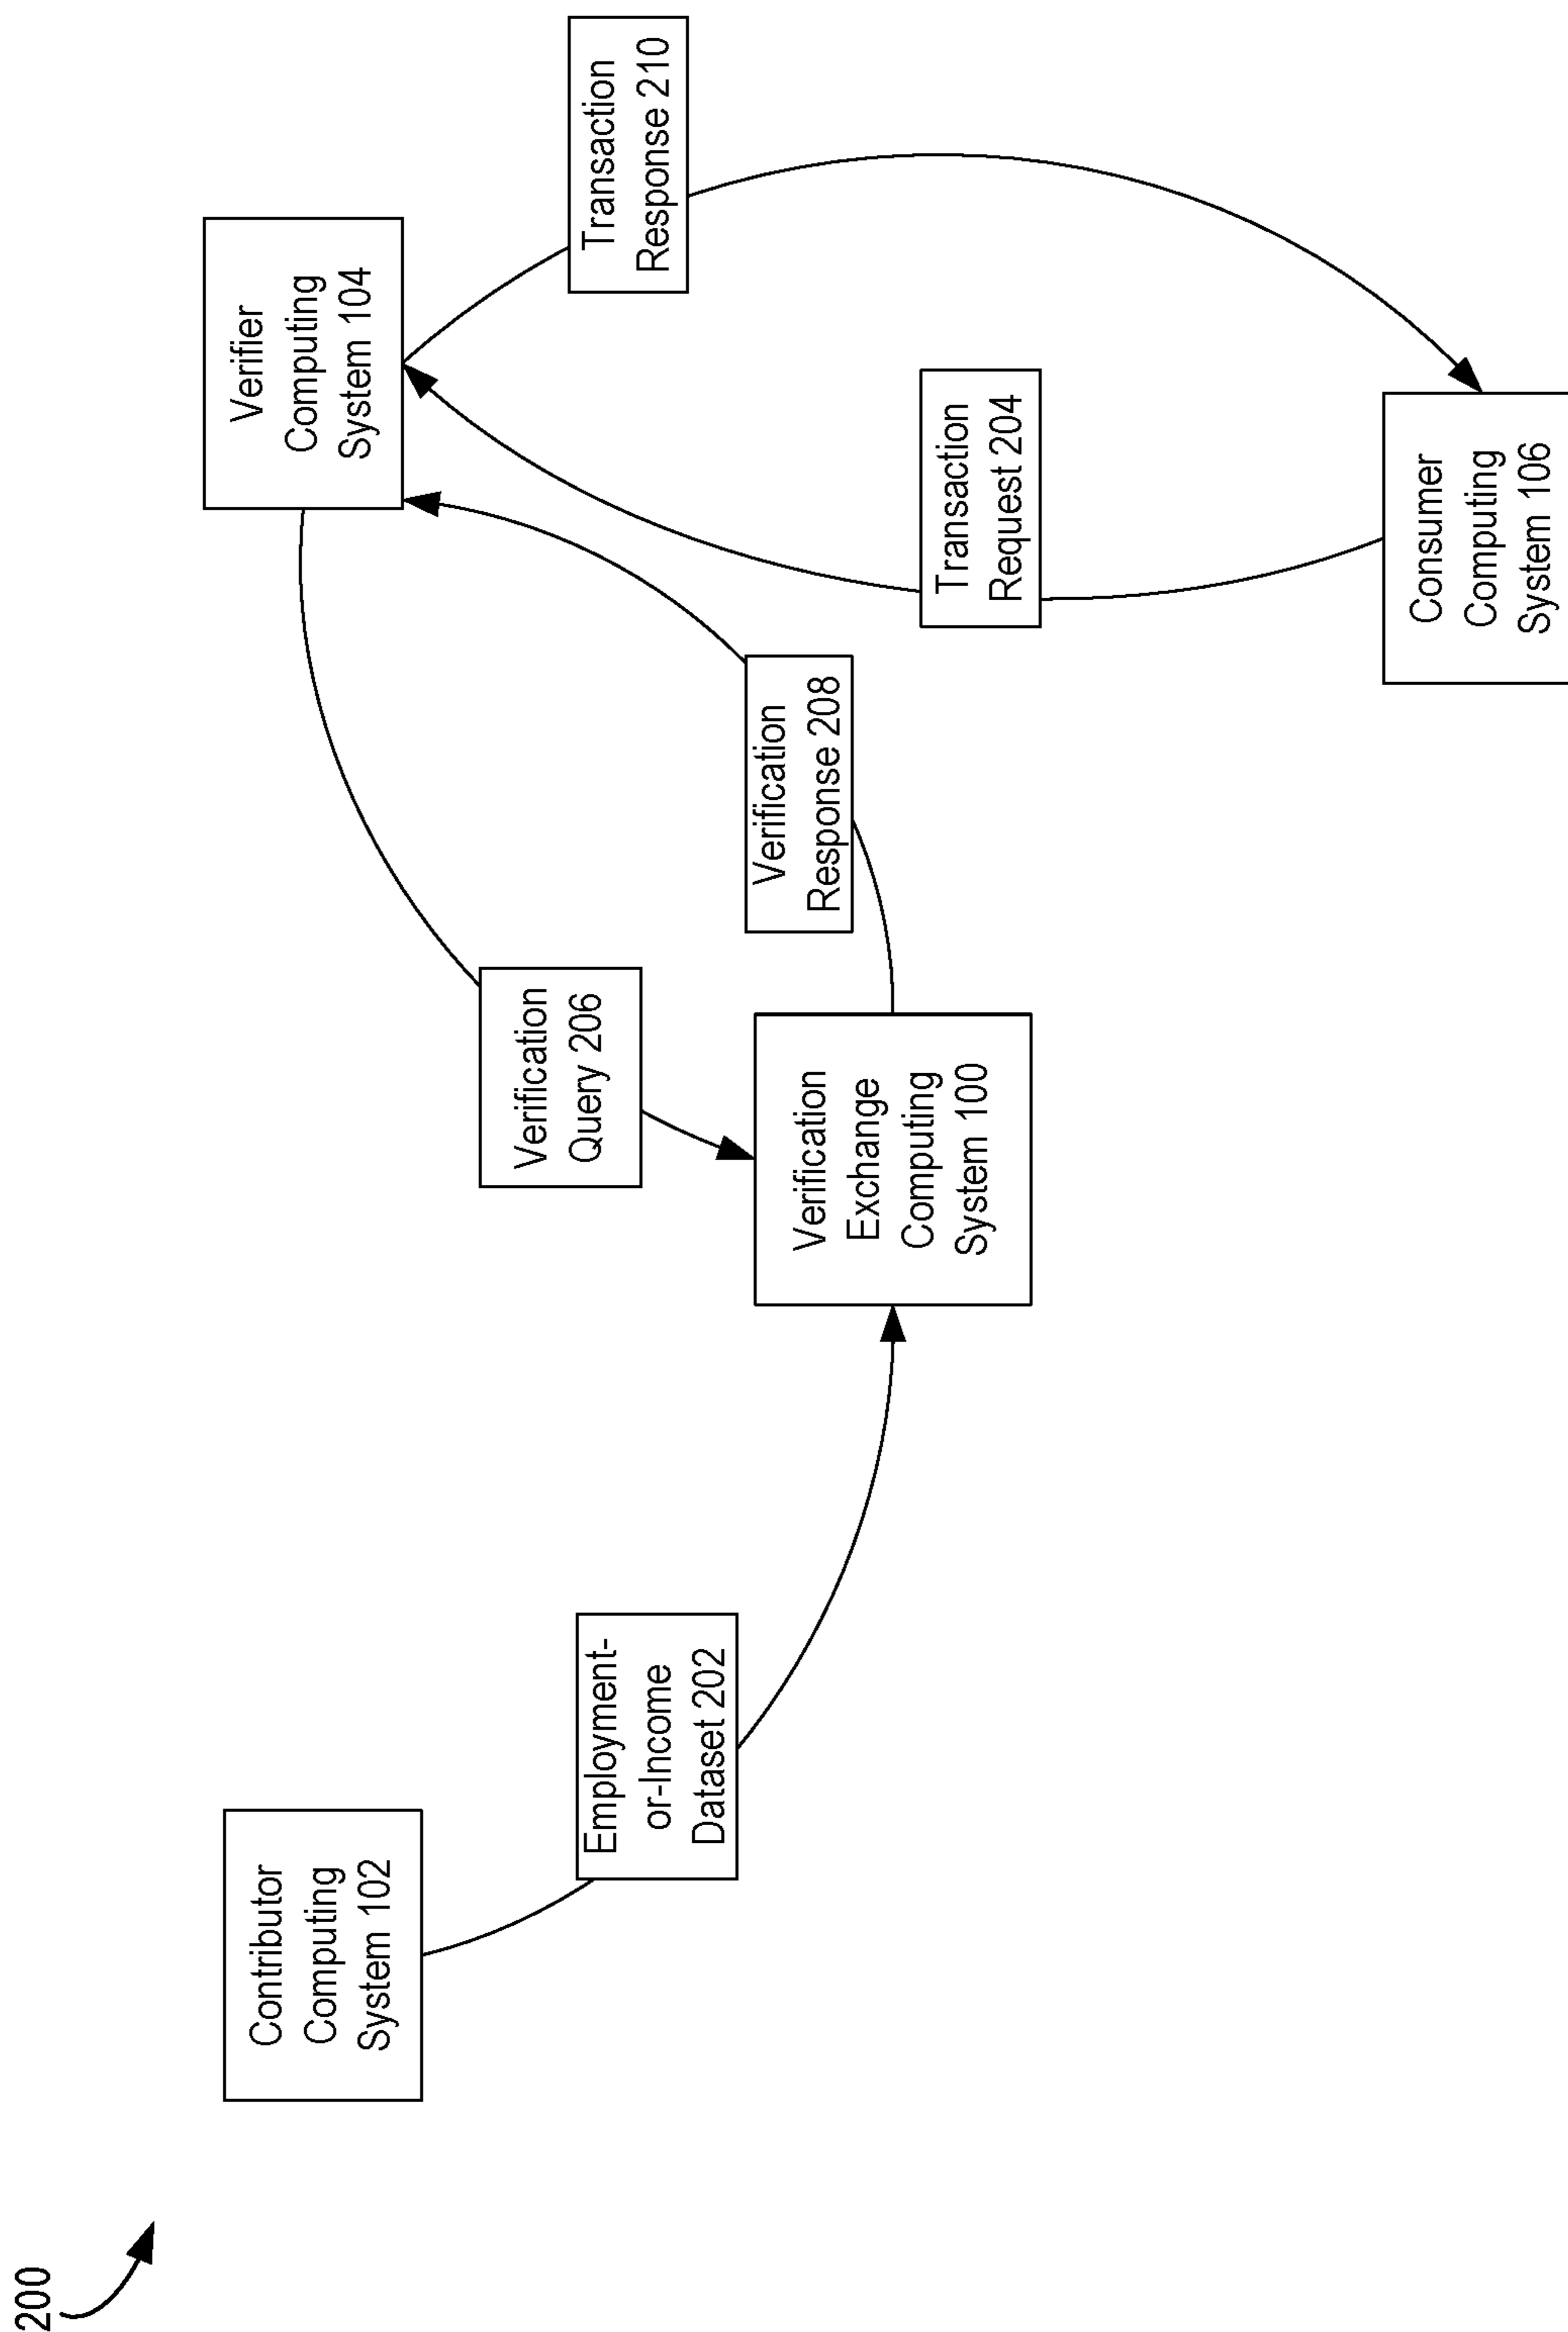 200
Contributor
Computing
System 102
Employment-
or-Income
Dataset 202
Verification
Exchange
Computing
System 100
Verification
Query 206
Verification
Response 208
Verifier
Computing
System 104
Transaction
Request 204
Transaction
Response 210
Consumer
Computing
System 106